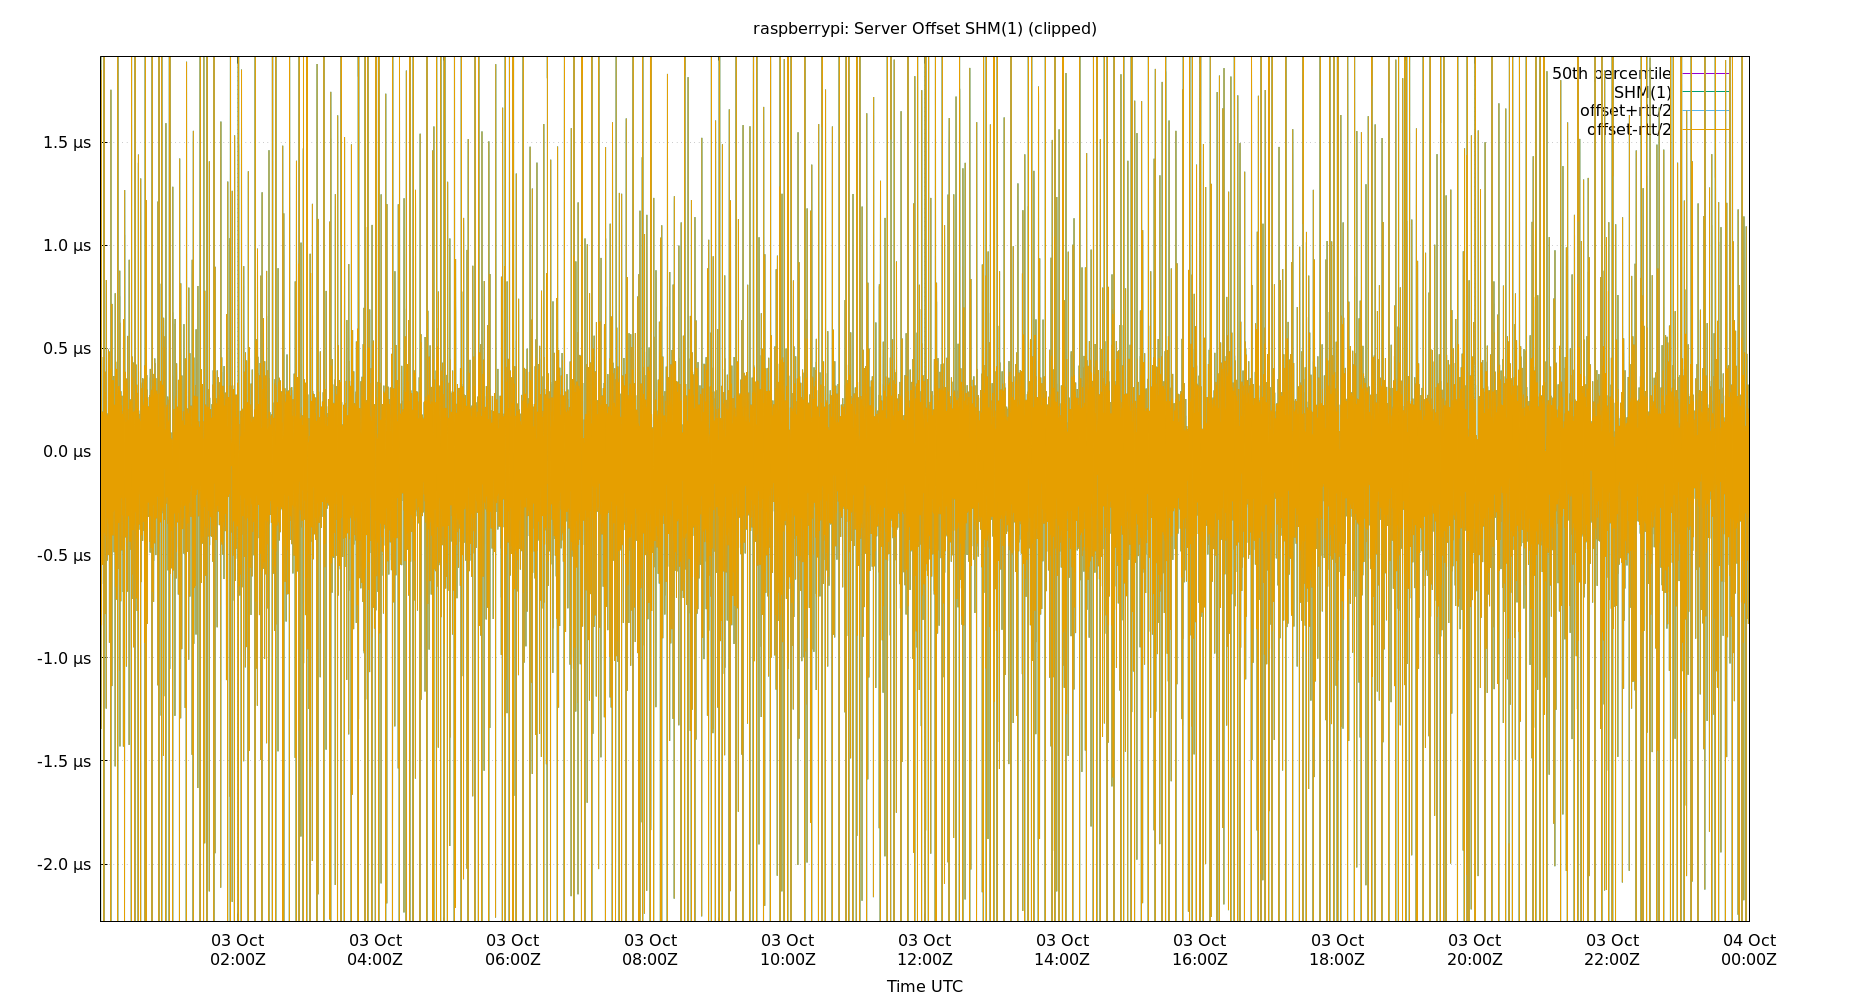 raspberrypi: Server Offset SHM(1) (clipped)
50th percentile
SHM(1)
offset+rtt/2
offset-rtt/2
1.5 µs
1.0 µs
0.5 µs
0.0 µs
-0.5 µs
-1.0 µs
-1.5 µs
-2.0 µs
03 Oct 03 Oct 03 Oct 03 Oct 03 Oct 03 Oct 03 Oct 03 Oct 03 Oct 03 Oct 03 Oct 04 Oct
02:00Z 04:00Z 06:00Z 08:00Z 10:00Z 12:00Z 14:00Z 16:00Z 18:00Z 20:00Z 22:00Z 00:00Z
Time UTC